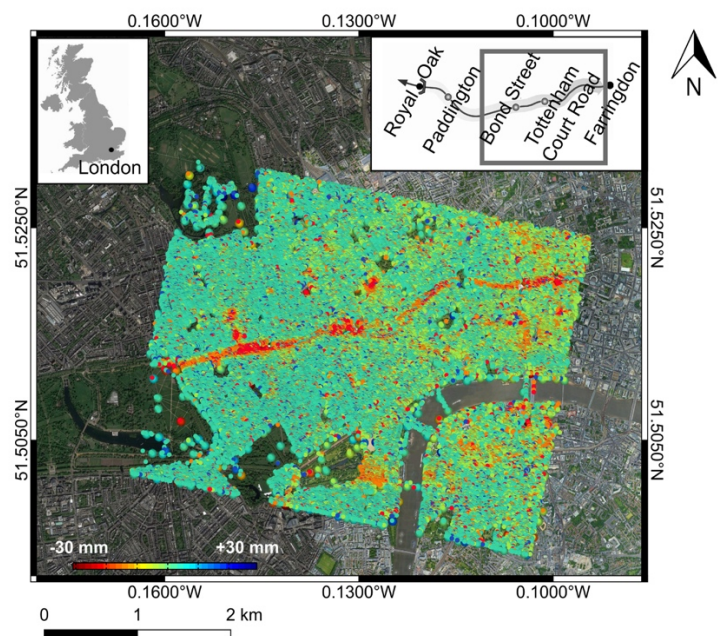 0.1600°W 0.1300°W 0.1000°W
London
Royal Oak
Paddington
Bond Street
Tottenham
Court Road
Farringdon
N
51.5250°N
51.5250°N
51.5050°N
51.5050°N
-30 mm +30 mm
0.1600°W 0.1300°W 0.1000°W
0 1 2 km